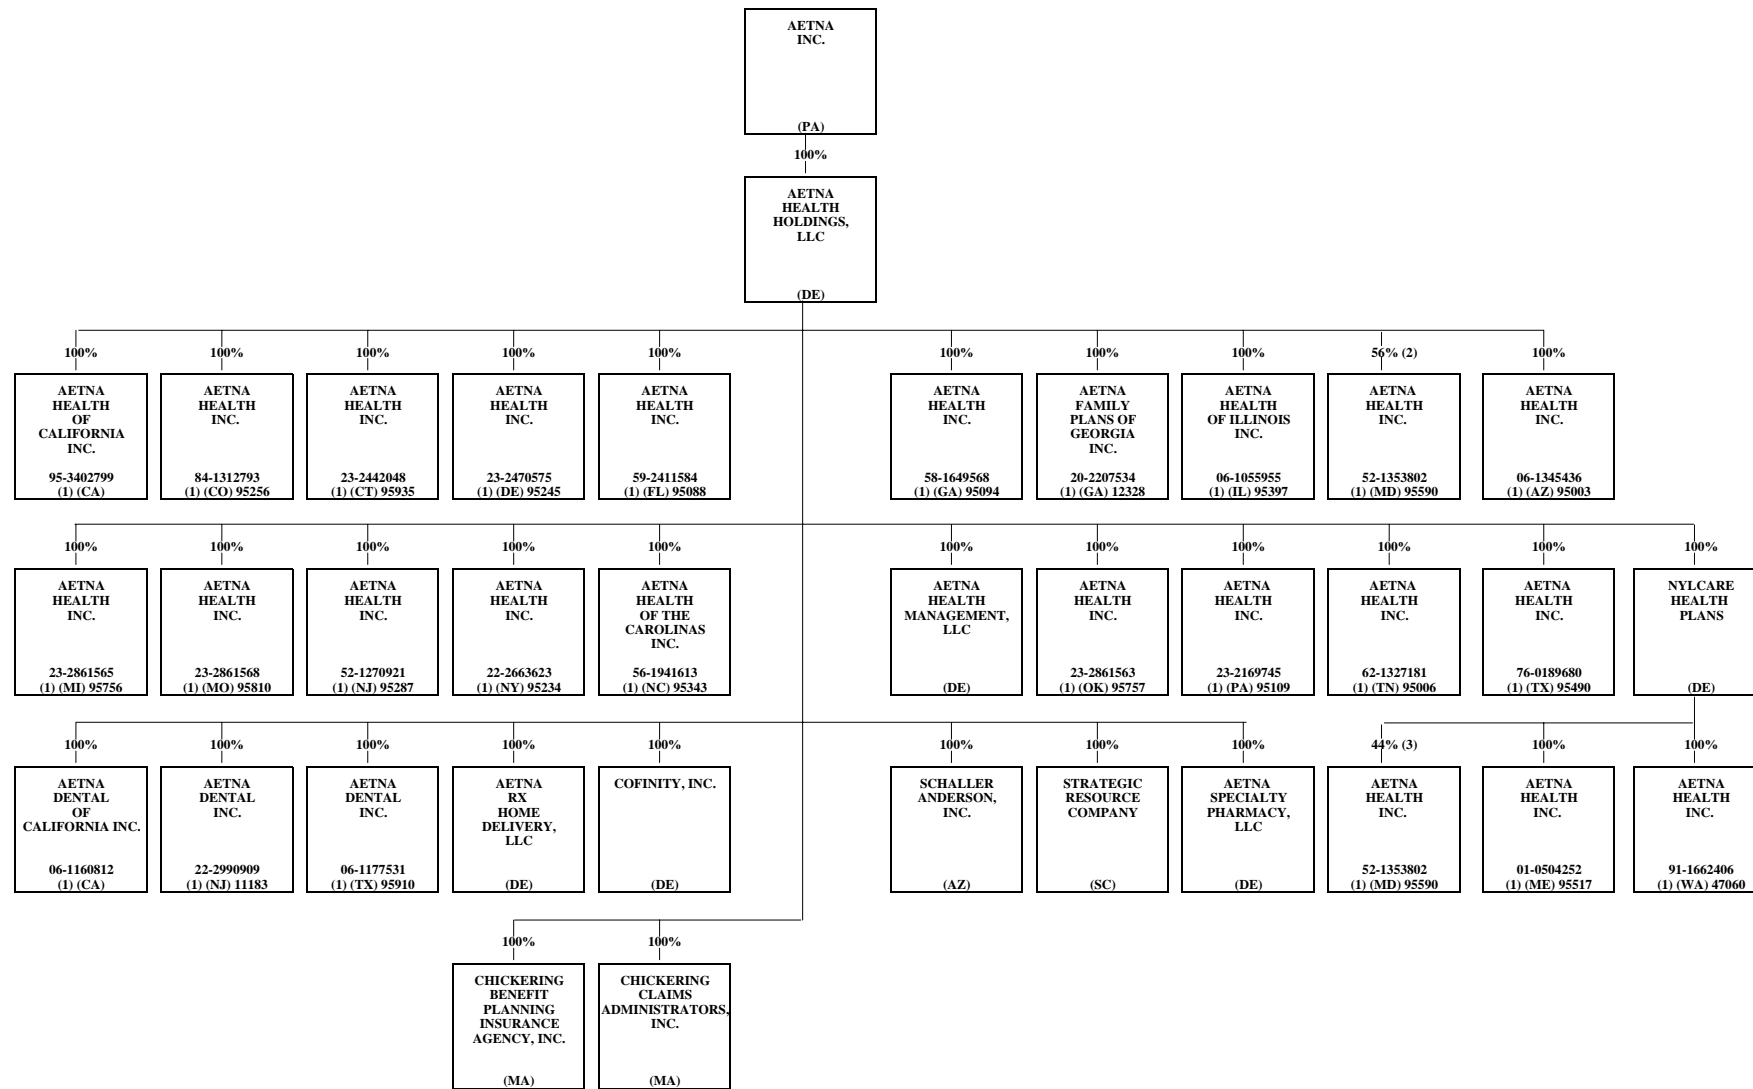 AETNA
INC.
(PA)
100%
AETNA
HEALTH
HOLDINGS,
LLC
(DE)
100%
AETNA
HEALTH
OF
CALIFORNIA
INC.
95-3402799
(1) (CA)
100%
AETNA
HEALTH
INC.
84-1312793
(1) (CO) 95256
100%
AETNA
HEALTH
INC.
23-2442048
(1) (CT) 95935
100%
AETNA
HEALTH
INC.
23-2470575
(1) (DE) 95245
100%
AETNA
HEALTH
INC.
59-2411584
(1) (FL) 95088
100%
AETNA
HEALTH
INC.
58-1649568
(1) (GA) 95094
100%
AETNA
FAMILY
PLANS OF
GEORGIA
INC.
20-2207534
(1) (GA) 12328
100%
AETNA
HEALTH
OF ILLINOIS
INC.
06-1055955
(1) (IL) 95397
56% (2)
AETNA
HEALTH
INC.
52-1353802
(1) (MD) 95590
100%
AETNA
HEALTH
INC.
06-1345436
(1) (AZ) 95003
100%
AETNA
HEALTH
INC.
23-2861565
(1) (MI) 95756
100%
AETNA
HEALTH
INC.
23-2861568
(1) (MO) 95810
100%
AETNA
HEALTH
INC.
52-1270921
(1) (NJ) 95287
100%
AETNA
HEALTH
INC.
22-2663623
(1) (NY) 95234
100%
AETNA
HEALTH
OF THE
CAROLINAS
INC.
56-1941613
(1) (NC) 95343
100%
AETNA
HEALTH
MANAGEMENT,
LLC
(DE)
100%
AETNA
HEALTH
INC.
23-2861563
(1) (OK) 95757
100%
AETNA
HEALTH
INC.
23-2169745
(1) (PA) 95109
100%
AETNA
HEALTH
INC.
62-1327181
(1) (TN) 95006
100%
AETNA
HEALTH
INC.
76-0189680
(1) (TX) 95490
100%
NYLCARE
HEALTH
PLANS
(DE)
100%
AETNA
DENTAL
OF
CALIFORNIA INC.
06-1160812
(1) (CA)
100%
AETNA
DENTAL
INC.
22-2990909
(1) (NJ) 11183
100%
AETNA
DENTAL
INC.
06-1177531
(1) (TX) 95910
100%
AETNA
RX
HOME
DELIVERY,
LLC
(DE)
100%
COFINITY, INC.
(DE)
100%
SCHALLER
ANDERSON,
INC.
(AZ)
100%
STRATEGIC
RESOURCE
COMPANY
(SC)
100%
AETNA
SPECIALTY
PHARMACY,
LLC
(DE)
44% (3)
AETNA
HEALTH
INC.
52-1353802
(1) (MD) 95590
100%
AETNA
HEALTH
INC.
01-0504252
(1) (ME) 95517
100%
AETNA
HEALTH
INC.
91-1662406
(1) (WA) 47060
100%
CHICKERING
BENEFIT
PLANNING
INSURANCE
AGENCY, INC.
(MA)
100%
CHICKERING
CLAIMS
ADMINISTRATORS,
INC.
(MA)